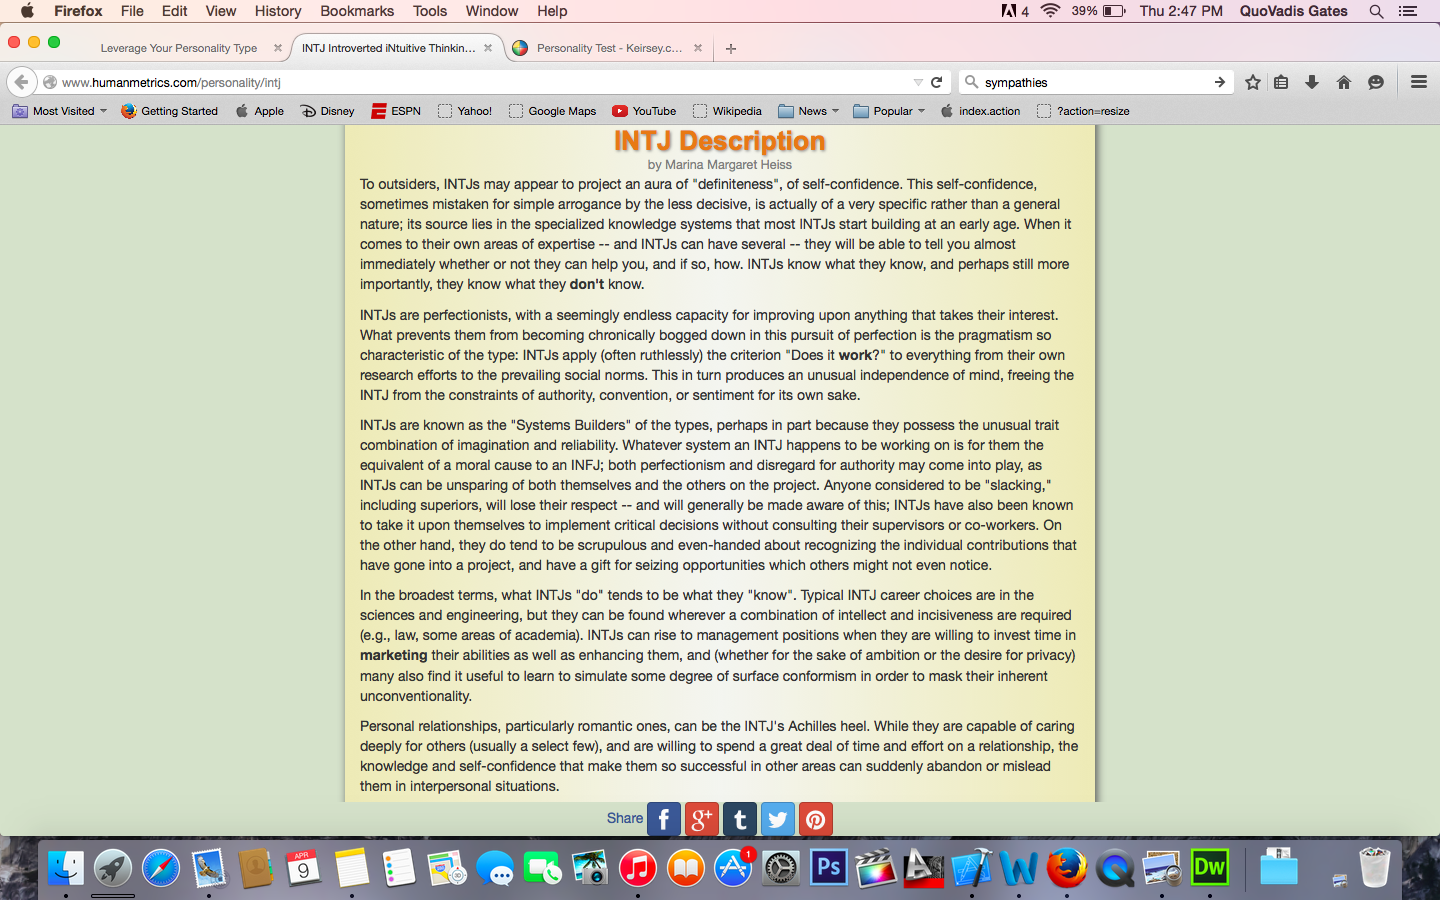 Firefox File Edit View History Bookmarks Tools Window Help 4 39% Thu 2:47 PM QuoVadis Gates
Leverage Your Personality Type INTJ Introverted iNtuitive Thinkin... Personality Test - Keirsey.c...
www.humanmetrics.com/personality/intj sympathies
Most Visited Getting Started Apple Disney ESPN Yahoo! Google Maps YouTube Wikipedia News Popular index.action ?action=resize
INTJ Description
by Marina Margaret Heiss
To outsiders, INTJs may appear to project an aura of "definiteness", of self-confidence. This self-confidence,
sometimes mistaken for simple arrogance by the less decisive, is actually of a very specific rather than a general
nature; its source lies in the specialized knowledge systems that most INTJs start building at an early age. When it
comes to their own areas of expertise -- and INTJs can have several -- they will be able to tell you almost
immediately whether or not they can help you, and if so, how. INTJs know what they know, and perhaps still more
importantly, they know what they don't know.
INTJs are perfectionists, with a seemingly endless capacity for improving upon anything that takes their interest.
What prevents them from becoming chronically bogged down in this pursuit of perfection is the pragmatism so
characteristic of the type: INTJs apply (often ruthlessly) the criterion "Does it work?" to everything from their own
research efforts to the prevailing social norms. This in turn produces an unusual independence of mind, freeing the
INTJ from the constraints of authority, convention, or sentiment for its own sake.
INTJs are known as the "Systems Builders" of the types, perhaps in part because they possess the unusual trait
combination of imagination and reliability. Whatever system an INTJ happens to be working on is for them the
equivalent of a moral cause to an INFJ; both perfectionism and disregard for authority may come into play, as
INTJs can be unsparing of both themselves and the others on the project. Anyone considered to be "slacking,"
including superiors, will lose their respect -- and will generally be made aware of this; INTJs have also been known
to take it upon themselves to implement critical decisions without consulting their supervisors or co-workers. On
the other hand, they do tend to be scrupulous and even-handed about recognizing the individual contributions that
have gone into a project, and have a gift for seizing opportunities which others might not even notice.
In the broadest terms, what INTJs "do" tends to be what they "know". Typical INTJ career choices are in the
sciences and engineering, but they can be found wherever a combination of intellect and incisiveness are required
(e.g., law, some areas of academia). INTJs can rise to management positions when they are willing to invest time in
marketing their abilities as well as enhancing them, and (whether for the sake of ambition or the desire for privacy)
many also find it useful to learn to simulate some degree of surface conformism in order to mask their inherent
unconventionality.
Personal relationships, particularly romantic ones, can be the INTJ's Achilles heel. While they are capable of caring
deeply for others (usually a select few), and are willing to spend a great deal of time and effort on a relationship, the
knowledge and self-confidence that make them so successful in other areas can suddenly abandon or mislead
them in interpersonal situations.
Share f g+ t
APR 9 1 Ps Dw